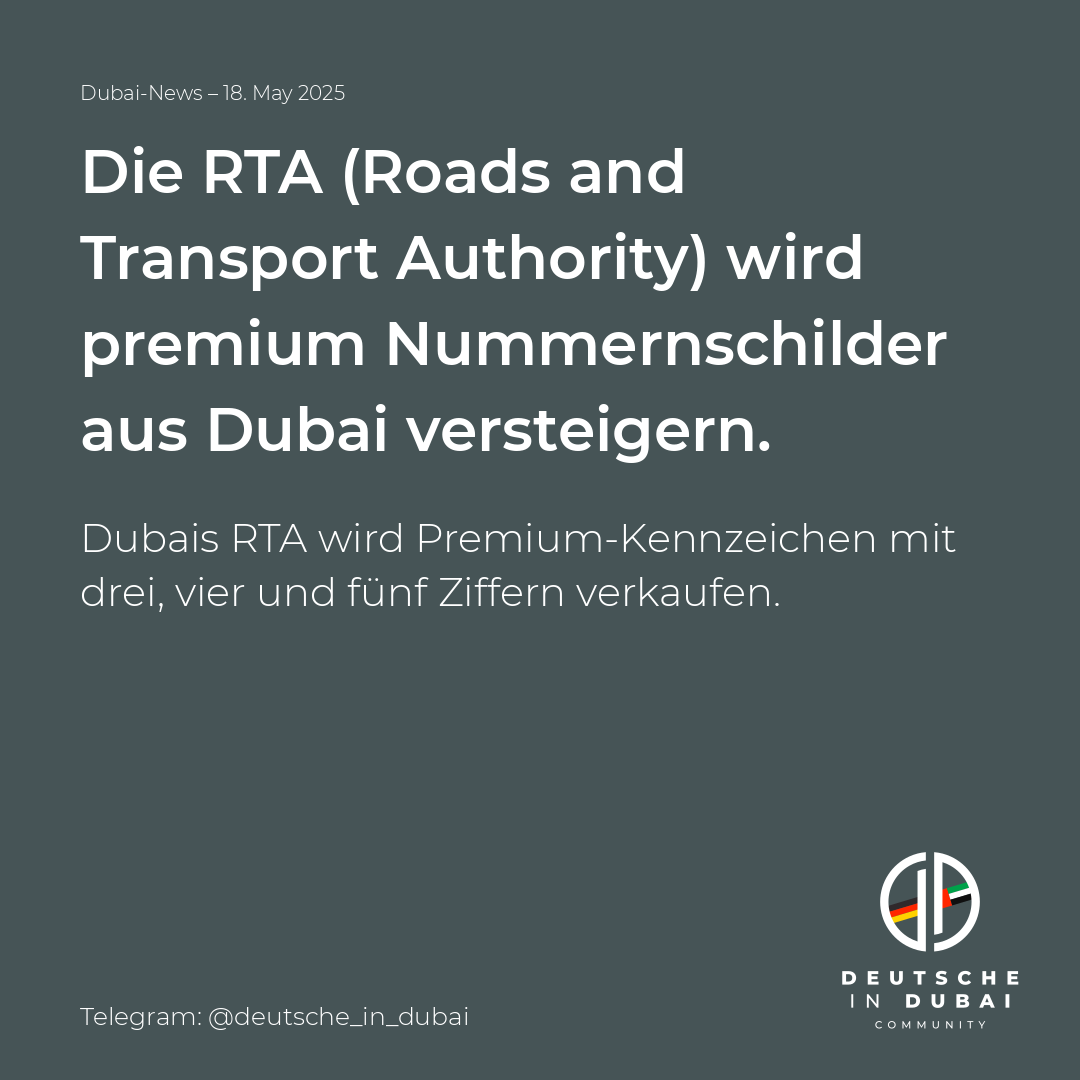 Dubai-News – 18. May 2025
Die RTA (Roads and
Transport Authority) wird
premium Nummernschilder
aus Dubai versteigern.
Dubais RTA wird Premium-Kennzeichen mit
drei, vier und fünf Ziffern verkaufen.
DEUTSCHE
IN DUBAI
COMMUNITY
Telegram: @deutsche_in_dubai